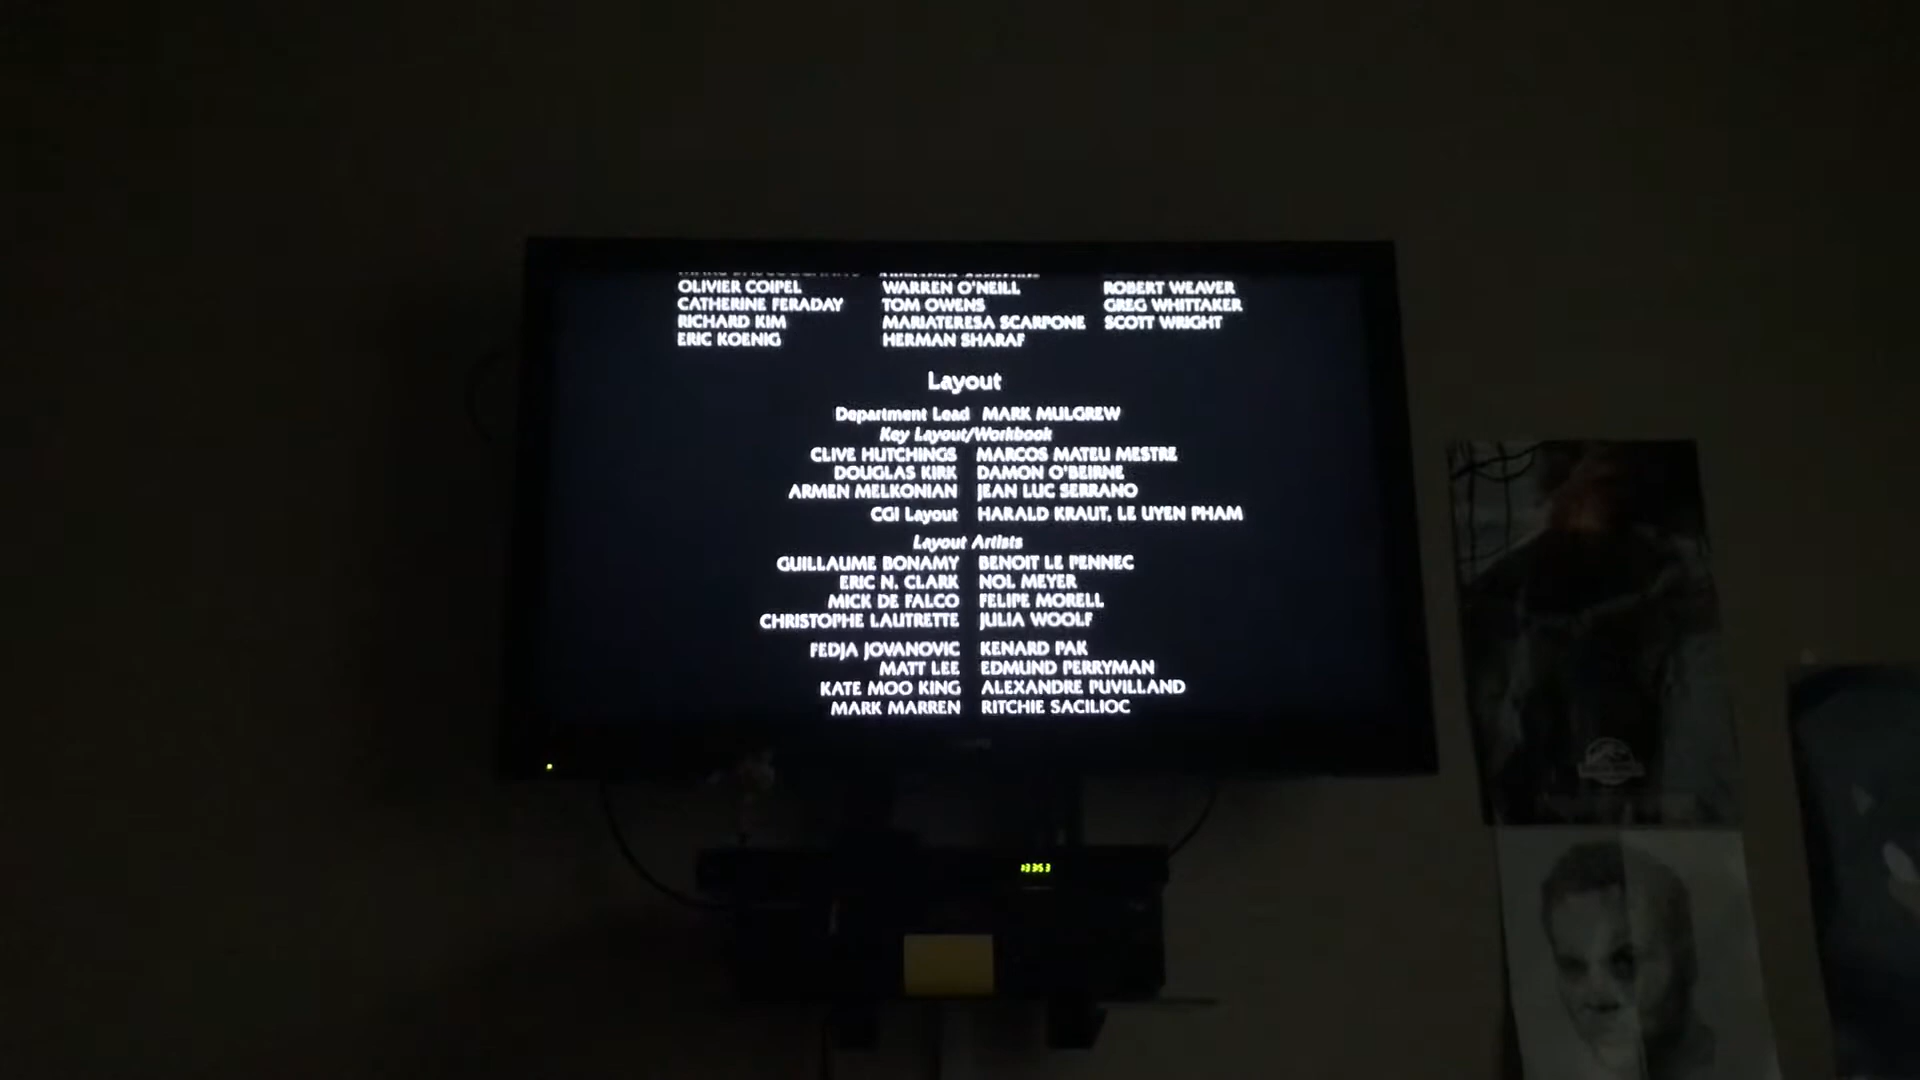 OLIVIER COIPEL WARREN O'NEILL ROBERT WEAVER
CATHERINE FERADAY TOM OWENS GREG WHITTAKER
RICHARD KIM MARIATERESA SCARPONE SCOTT WRIGHT
ERIC KOENIG HERMAN SHARAF
Layout
Department Lead MARK MULGREW
Key Layout/Workbook
CLIVE HUTCHINGS MARCOS MATEU MESTRE
DOUGLAS KIRK DAMON O'BEIRNE
ARMEN MELKONIAN JEAN LUC SERRANO
CGI Layout HARALD KRAUT, LE UYEN PHAM
Layout Artists
GUILLAUME BONAMY BENOIT LE PENNEC
ERIC N. CLARK NOL MEYER
MICK DE FALCO FELIPE MORELL
CHRISTOPHE LAUTRETTE JULIA WOOLF
FEDJA JOVANOVIC KENARD PAK
MATT LEE EDMUND PERRYMAN
KATE MOO KING ALEXANDRE PUVILLAND
MARK MARREN RITCHIE SACILIOC